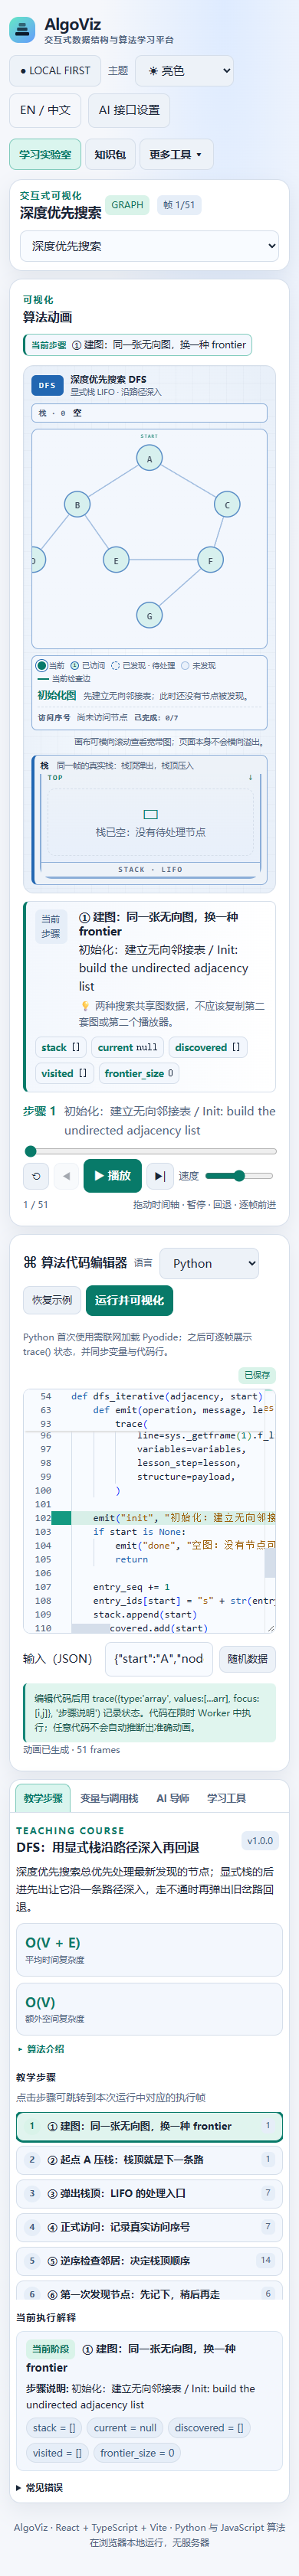 AlgoViz
交互式数据结构与算法学习平台
● LOCAL FIRST
主题
☀ 亮色
EN / 中文
AI 接口设置
学习实验室
知识包
更多工具 ▾
交互式可视化
深度优先搜索
GRAPH
帧 1/51
深度优先搜索
可视化
算法动画
当前步骤 ① 建图：同一张无向图，换一种 frontier
DFS
深度优先搜索 DFS
显式栈 LIFO · 沿路径深入
栈 · 0 空
START
A
B
C
D
E
F
G
当前
已访问
已发现 · 待处理
未发现
当前检查边
初始化图 先建立无向邻接表；此时还没有节点被发现。
访问序号 尚未访问节点 已完成: 0/7
画布可横向滚动查看宽常图；页面本身不会横向溢出。
栈 同一帧的真实栈：栈顶弹出，栈顶压入
TOP ↓
栈已空：没有待处理节点
STACK · LIFO
当前步骤
① 建图：同一张无向图，换一种 frontier
初始化：建立无向邻接表 / Init: build the undirected adjacency list
💡 两种搜索共享图数据，不应该复制第二套图或第二个播放器。
stack []
current null
discovered []
visited []
frontier_size 0
步骤 1 初始化：建立无向邻接表 / Init: build the undirected adjacency list
▶ 播放
速度
1 / 51
拖动时间轴 · 暂停 · 回退 · 逐帧前进
⌘ 算法代码编辑器
语言
Python
恢复示例
运行并可视化
Python 首次使用需联网加载 Pyodide；之后可逐帧展示 trace() 状态，并同步变量与代码行。
已保存
54 def dfs_iterative(adjacency, start)
63 def emit(operation, message, les
93 trace(
96 line=sys._getframe(1).f_l
97 variables=variables,
98 lesson_step=lesson,
99 structure=payload,
100 )
101
102 emit("init", "初始化：建立无向邻接
103 if start is None:
104 emit("done", "空图：没有节点可
105 return
106
107 entry_seq += 1
108 entry_ids[start] = "s" + str(entry
109 stack.append(start)
110 covered.add(start)
输入（JSON）
{"start":"A","nod
随机数据
编辑代码后用 trace({type:'array', values:[...arr], focus:[i,j]}, '步骤说明') 记录状态。代码在限时 Worker 中执行；任意代码不会自动推断出准确动画。
动画已生成 · 51 frames
教学步骤
变量与调用栈
AI 导师
学习工具
TEACHING COURSE
DFS：用显式栈沿路径深入再回退
v1.0.0
深度优先搜索总优先处理最新发现的节点；显式栈的后进先出让它沿一条路径深入，走不通时再弹出旧岔路回退。
O(V + E)
平均时间复杂度
O(V)
额外空间复杂度
▸ 算法介绍
教学步骤
点击步骤可跳转到本次运行中对应的执行帧
1 ① 建图：同一张无向图，换一种 frontier 1
2 ② 起点 A 压栈：栈顶就是下一条路 1
3 ③ 弹出栈顶：LIFO 的处理入口 7
4 ④ 正式访问：记录真实访问序号 7
5 ⑤ 逆序检查邻居：决定栈顶顺序 14
6 ⑥ 第一次发现节点：先记下，稍后再走 6
当前执行解释
当前阶段 ① 建图：同一张无向图，换一种 frontier
步骤说明: 初始化：建立无向邻接表 / Init: build the undirected adjacency list
stack = []
current = null
discovered = []
visited = []
frontier_size = 0
▸ 常见错误
AlgoViz · React + TypeScript + Vite · Python 与 JavaScript 算法在浏览器本地运行，无服务器